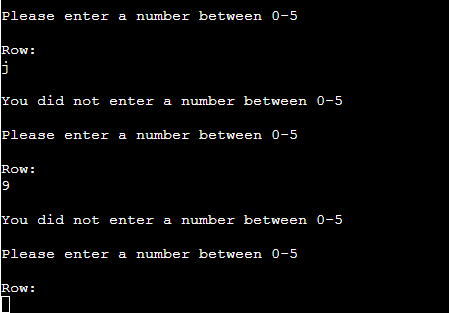 Please enter a number between 0-5
Row:
j
You did not enter a number between 0-5
Please enter a number between 0-5
Row:
9
You did not enter a number between 0-5
Please enter a number between 0-5
Row: